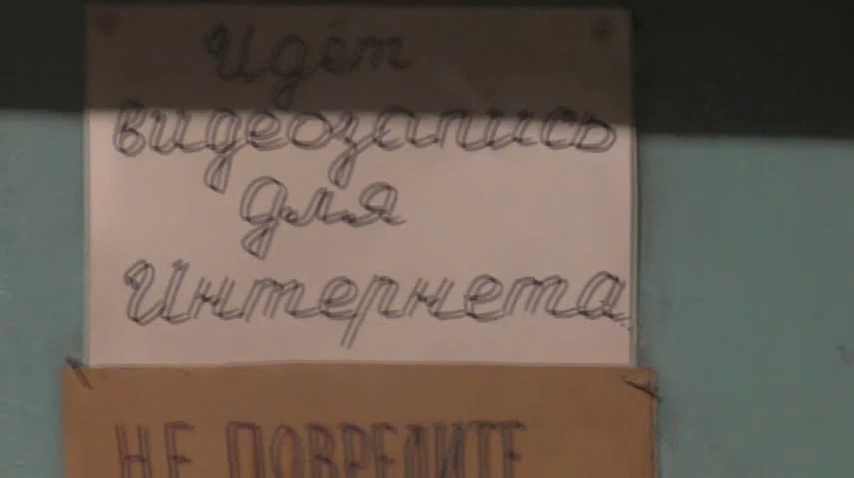 Идёт
видеозапись
для
Интернета
НЕ ПОВРЕДИТЕ